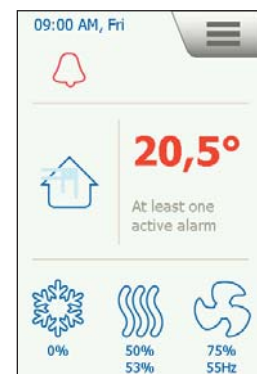 09:00 AM, Fri
20,5°
At least one
active alarm
0%
50%
75%
53%
55Hz